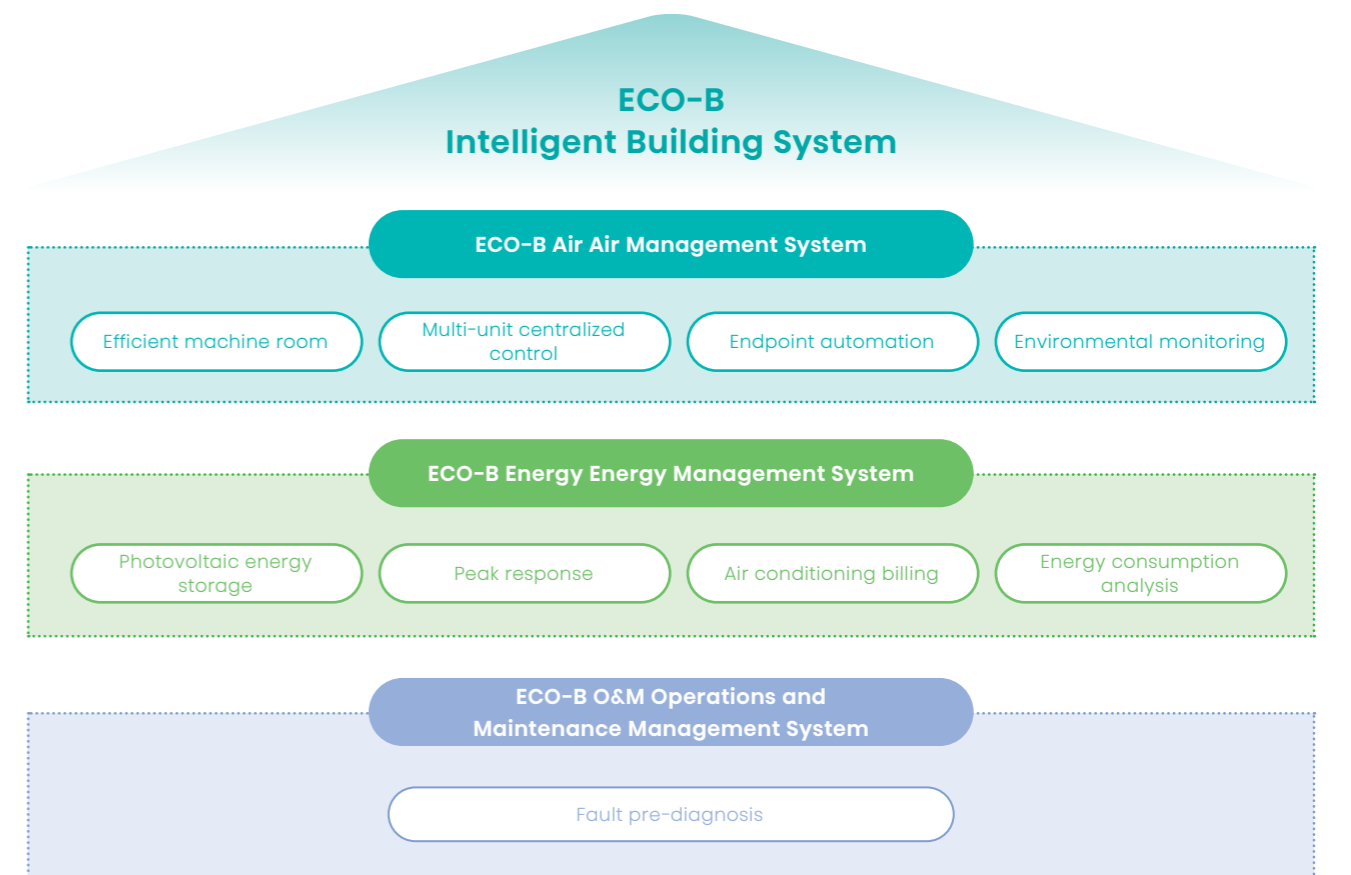 ECO-B
Intelligent Building System
ECO-B Air Air Management System
Efficient machine room
Multi-unit centralized
control
Endpoint automation
Environmental monitoring
ECO-B Energy Energy Management System
Photovoltaic energy
storage
Peak response
Air conditioning billing
Energy consumption
analysis
ECO-B O&M Operations and
Maintenance Management System
Fault pre-diagnosis